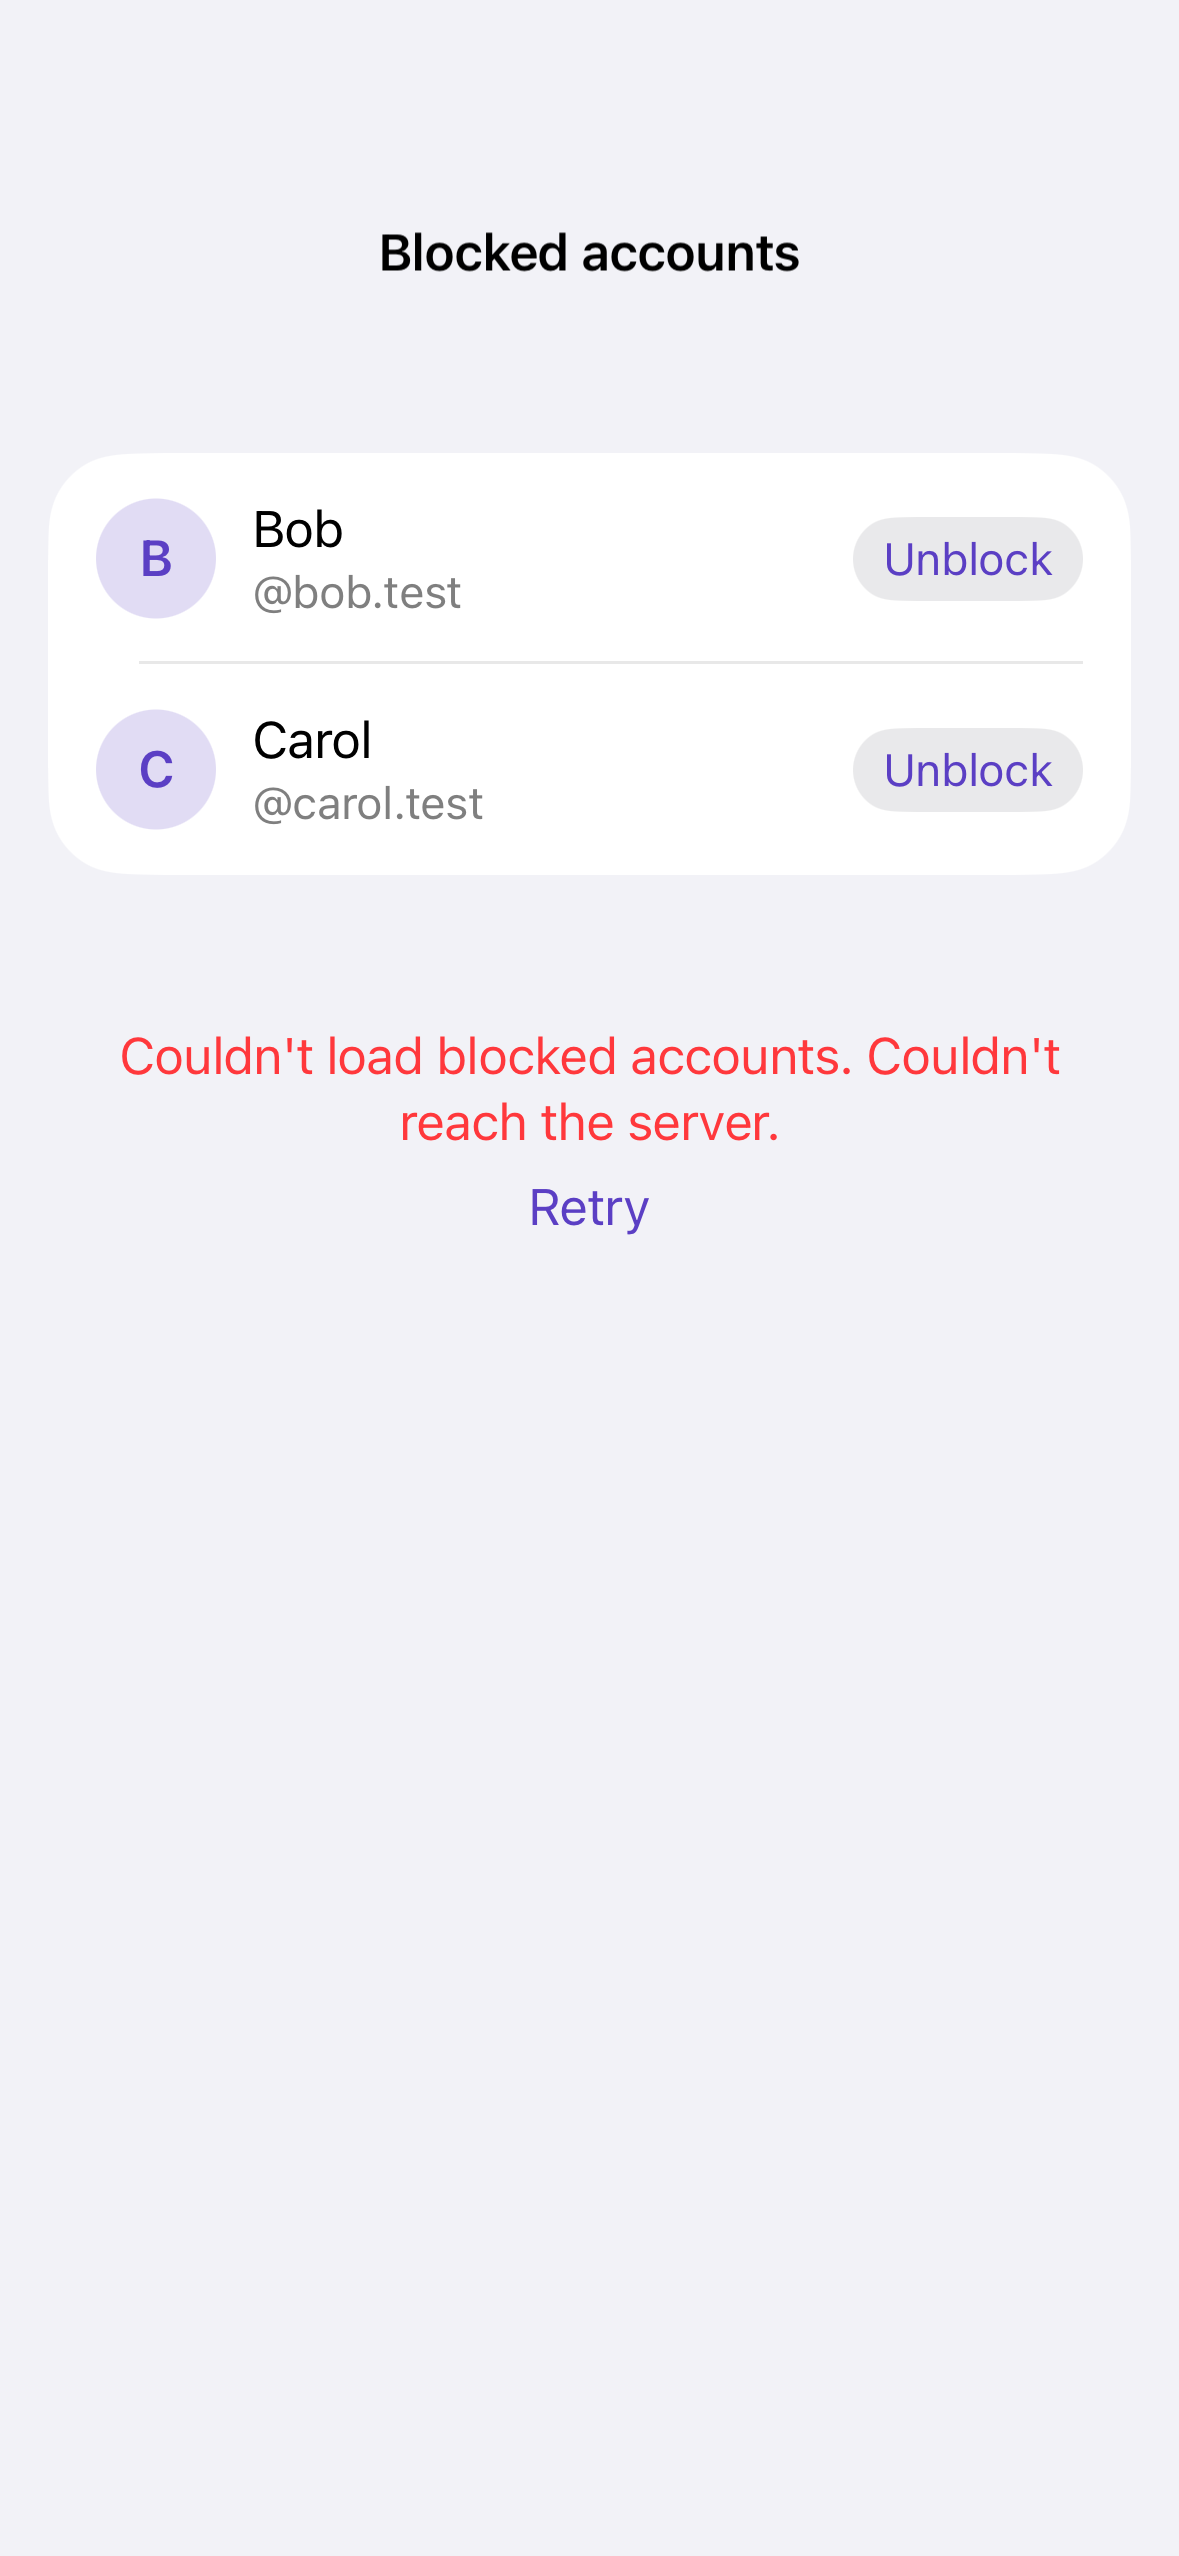 Blocked accounts
B
Bob
@bob.test
Unblock
C
Carol
@carol.test
Unblock
Couldn't load blocked accounts. Couldn't
reach the server.
Retry